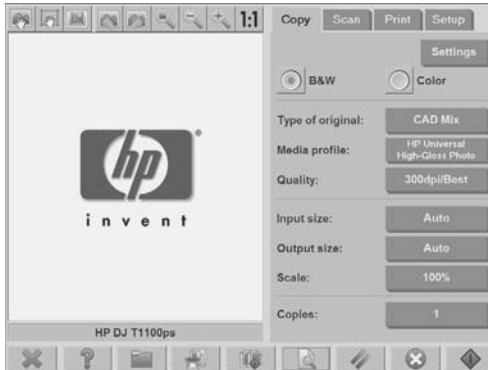 1:1
Copy Scan Print Setup
Settings
B&W Color
Type of original: CAD Mix
Media profile: HP Universal
High-Gloss Photo
Quality: 300dpi/Best
Input size: Auto
Output size: Auto
Scale: 100%
Copies: 1
hp
invent
HP DJ T1100ps